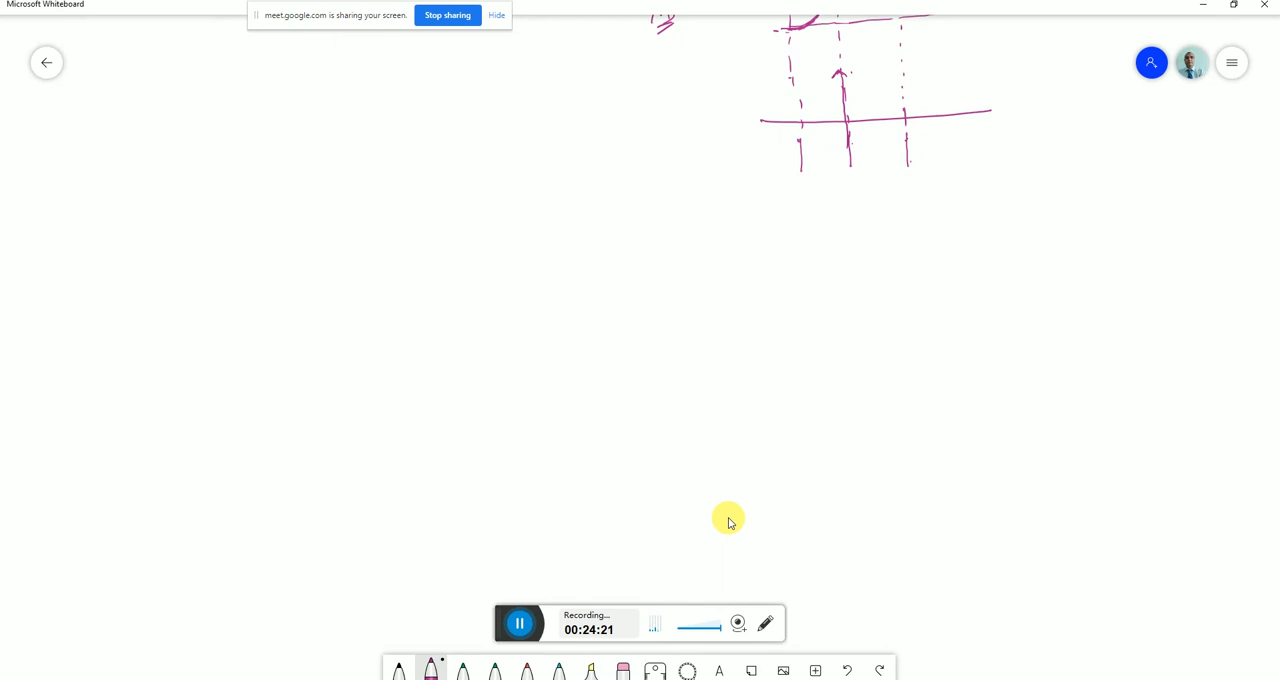 Microsoft Whiteboard
meet.google.com is sharing your screen.
Stop sharing
Hide
Recording...
00:24:21
A